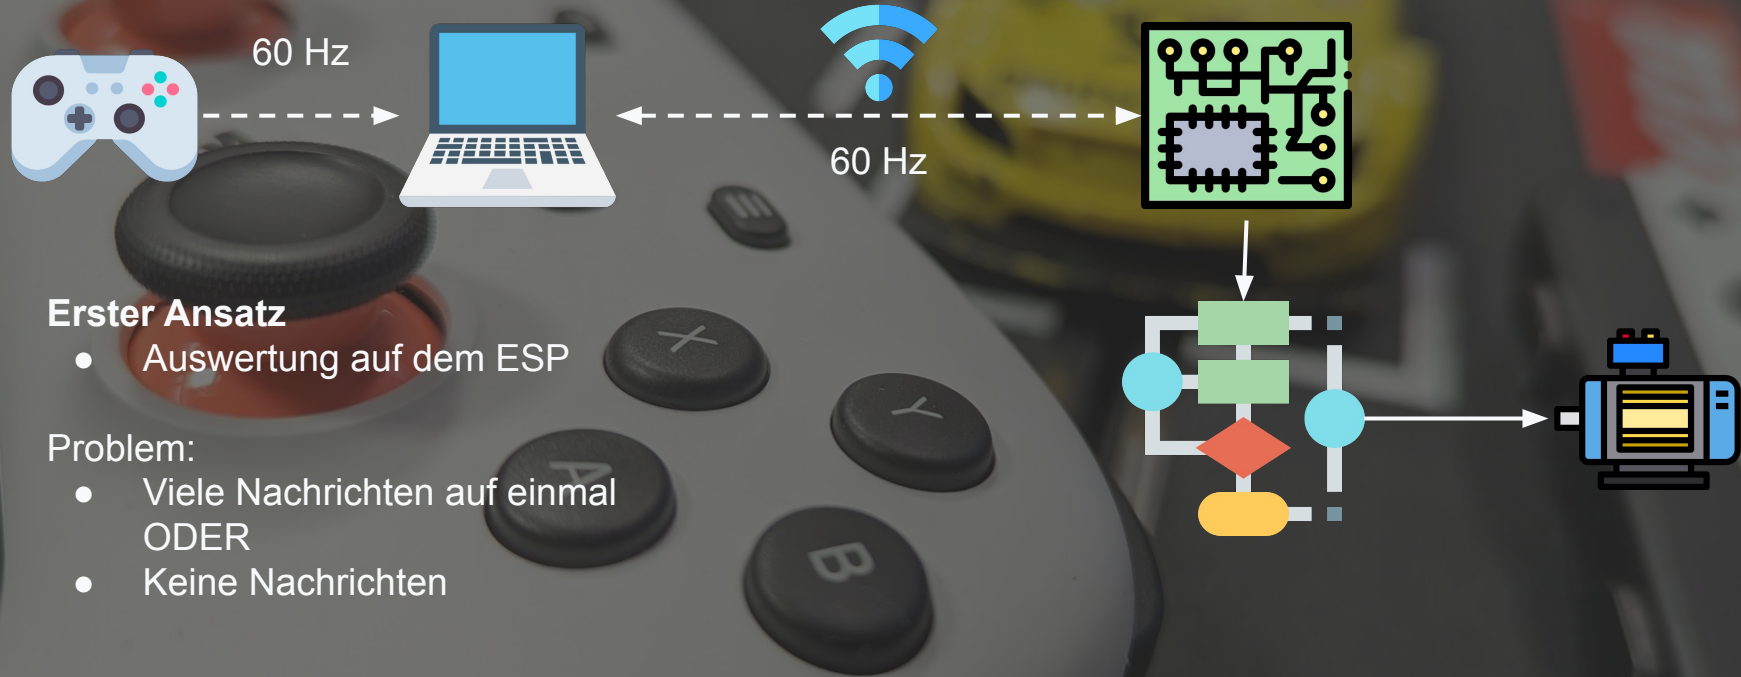 60 Hz
60 Hz
Erster Ansatz
● Auswertung auf dem ESP
Problem:
● Viele Nachrichten auf einmal
ODER
● Keine Nachrichten
X
Y
A
B